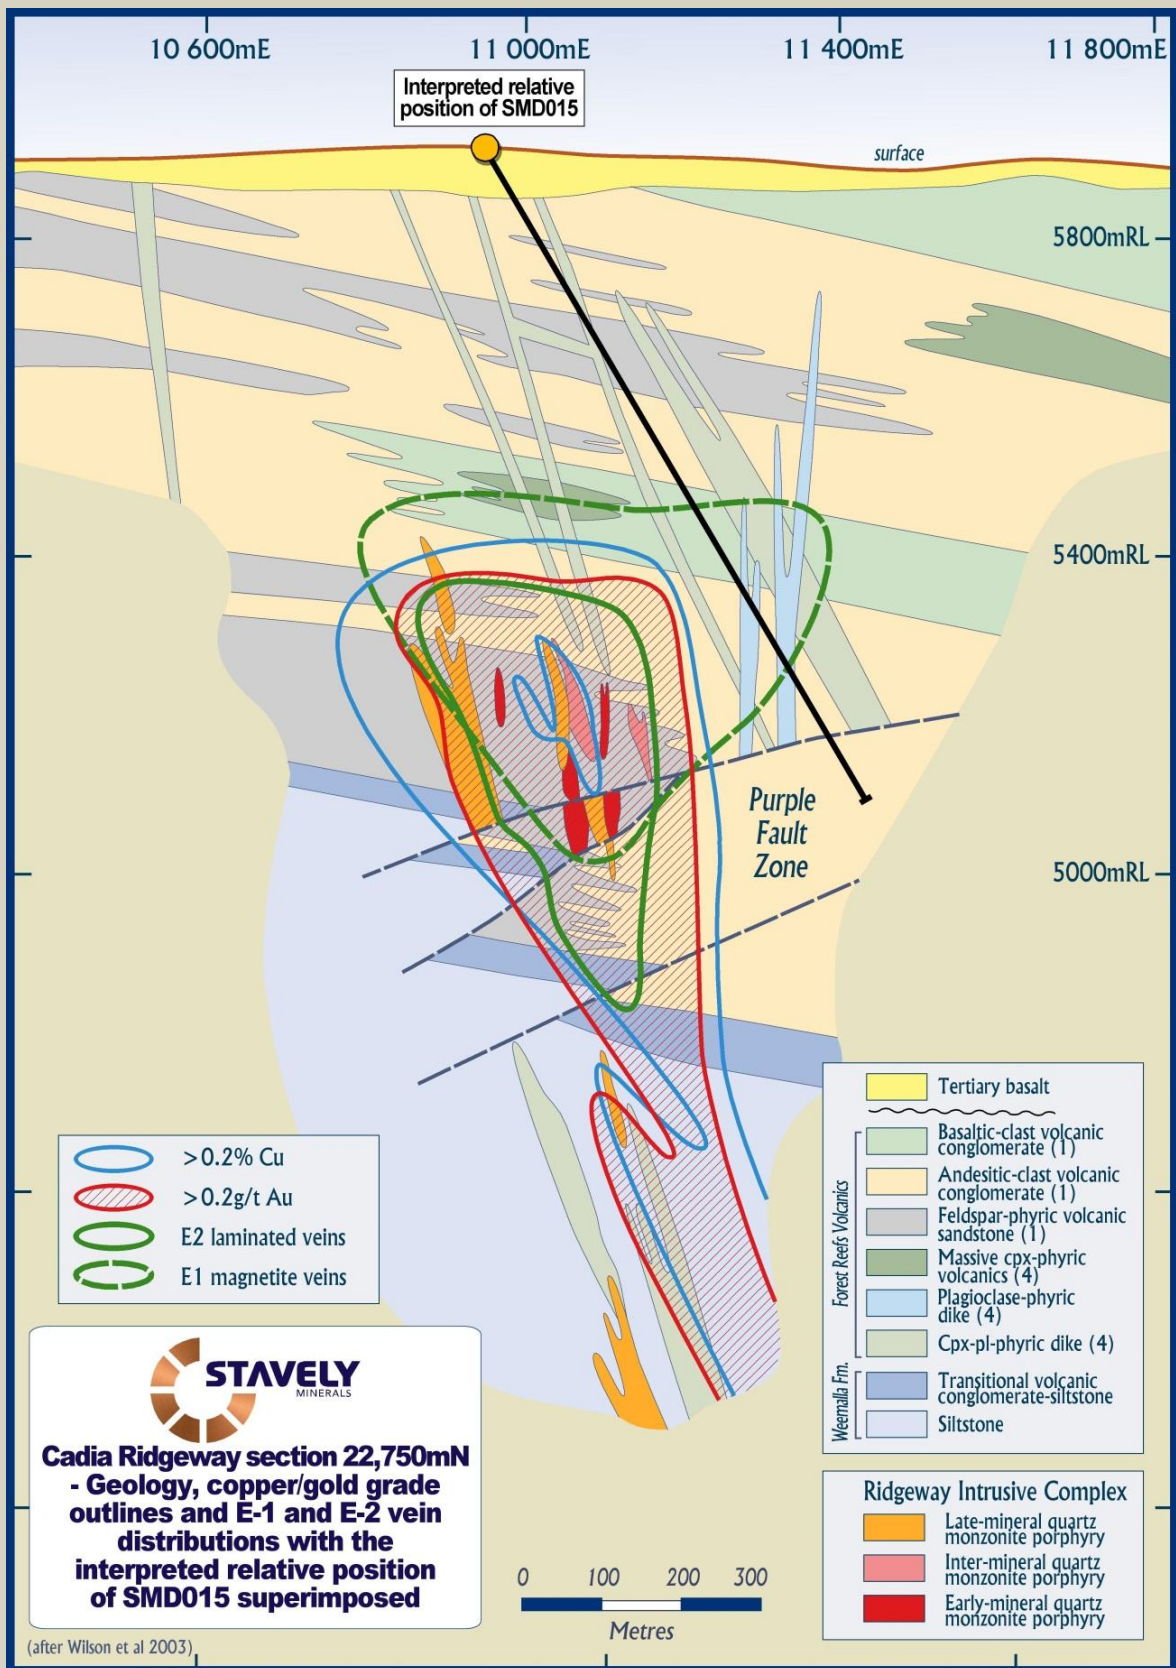 10 600mE
11 000mE
11 400mE
11 800mE
Interpreted relative
position of SMD015
surface
5800mRL
5400mRL
Purple
Fault
Zone
5000mRL
>0.2% Cu
>0.2g/t Au
E2 laminated veins
E1 magnetite veins
Tertiary basalt
Forest Reefs Volcanics
Basaltic-clast volcanic
conglomerate (1)
Andesitic-clast volcanic
conglomerate (1)
Feldspar-phyric volcanic
sandstone (1)
Massive cpx-phyric
volcanics (4)
Plagioclase-phyric
dike (4)
Cpx-pl-phyric dike (4)
Weemalla Fm.
Transitional volcanic
conglomerate-siltstone
Siltstone
STAVELY
MINERALS
Cadia Ridgeway section 22,750mN
- Geology, copper/gold grade
outlines and E-1 and E-2 vein
distributions with the
interpreted relative position
of SMD015 superimposed
(after Wilson et al 2003)
0 100 200 300
Metres
Ridgeway Intrusive Complex
Late-mineral quartz
monzonite porphyry
Inter-mineral quartz
monzonite porphyry
Early-mineral quartz
monzonite porphyry